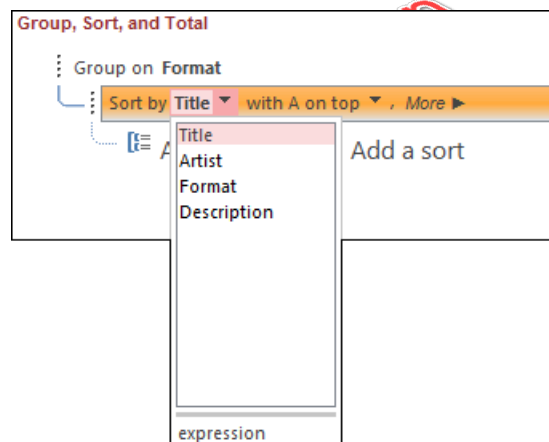 Group, Sort, and Total
Group on Format
Sort by Title with A on top , More
Title
Artist
Format
Description
Add a sort
expression